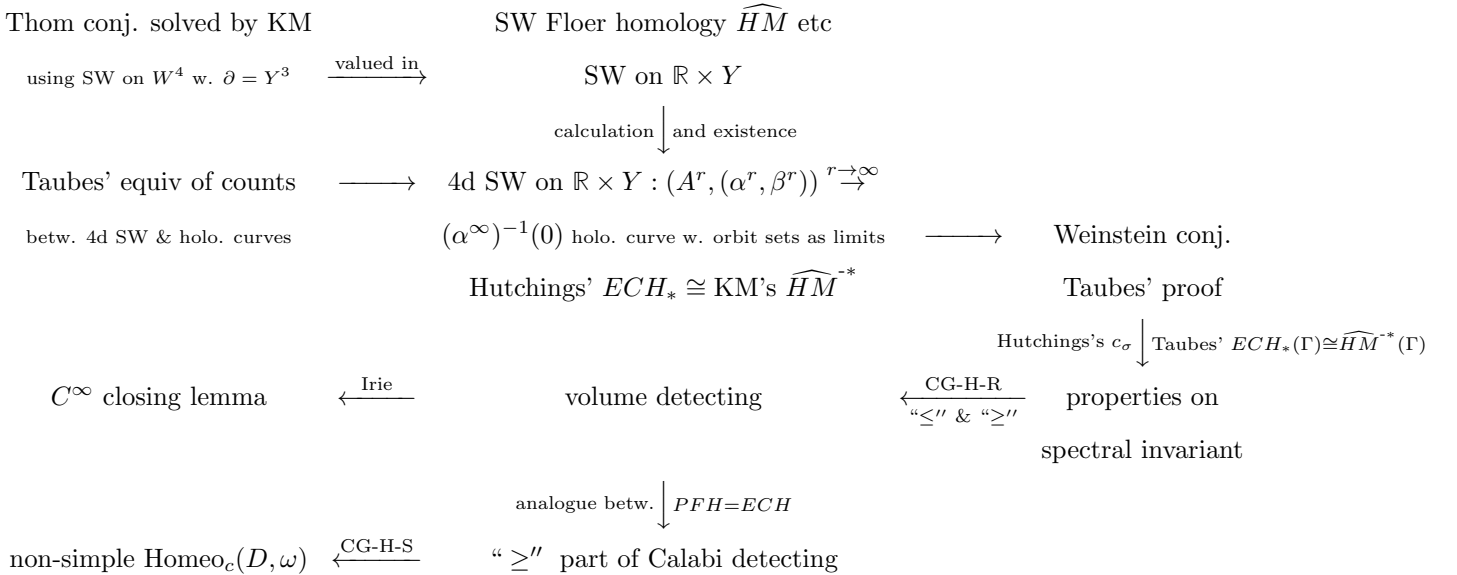 Thom conj. solved by KM SW Floer homology $\widehat{HM}$ etc
valued in
using SW on $W^4$ w. $\partial = Y^3$ SW on $\mathbb{R} \times Y$
calculation and existence
Taubes' equiv of counts 4d SW on $\mathbb{R} \times Y : (A^r, (\alpha^r, \beta^r)) \overset{r \to \infty}{\to}$
betw. 4d SW & holo. curves $(\alpha^\infty)^{-1}(0)$ holo. curve w. orbit sets as limits Weinstein conj.
Hutchings' $ECH_* \cong$ KM's $\widehat{HM}^{-*}$ Taubes' proof
Hutchings's $c_\sigma$ Taubes' $ECH_*(\Gamma) \cong \widehat{HM}^{-*}(\Gamma)$
Irie CG-H-R
$C^\infty$ closing lemma volume detecting properties on
“≤″ & “≥″
spectral invariant
analogue betw. $PFH=ECH$
CG-H-S
non-simple $\mathrm{Homeo}_c(D, \omega)$ “ ≥″ part of Calabi detecting